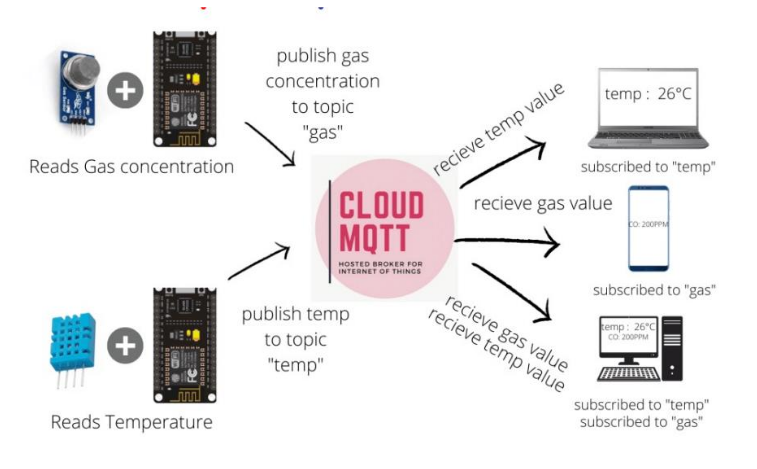 publish gas
concentration
to topic
"gas"
Reads Gas concentration
CLOUD
MQTT
HOSTED BROKER FOR
INTERNET OF THINGS
publish temp
to topic
"temp"
Reads Temperature
recieve temp value
temp : 26°C
subscribed to "temp"
recieve gas value
CO: 200PPM
subscribed to "gas"
recieve gas value
recieve temp value
temp : 26°C
CO: 200PPM
subscribed to "temp"
subscribed to "gas"